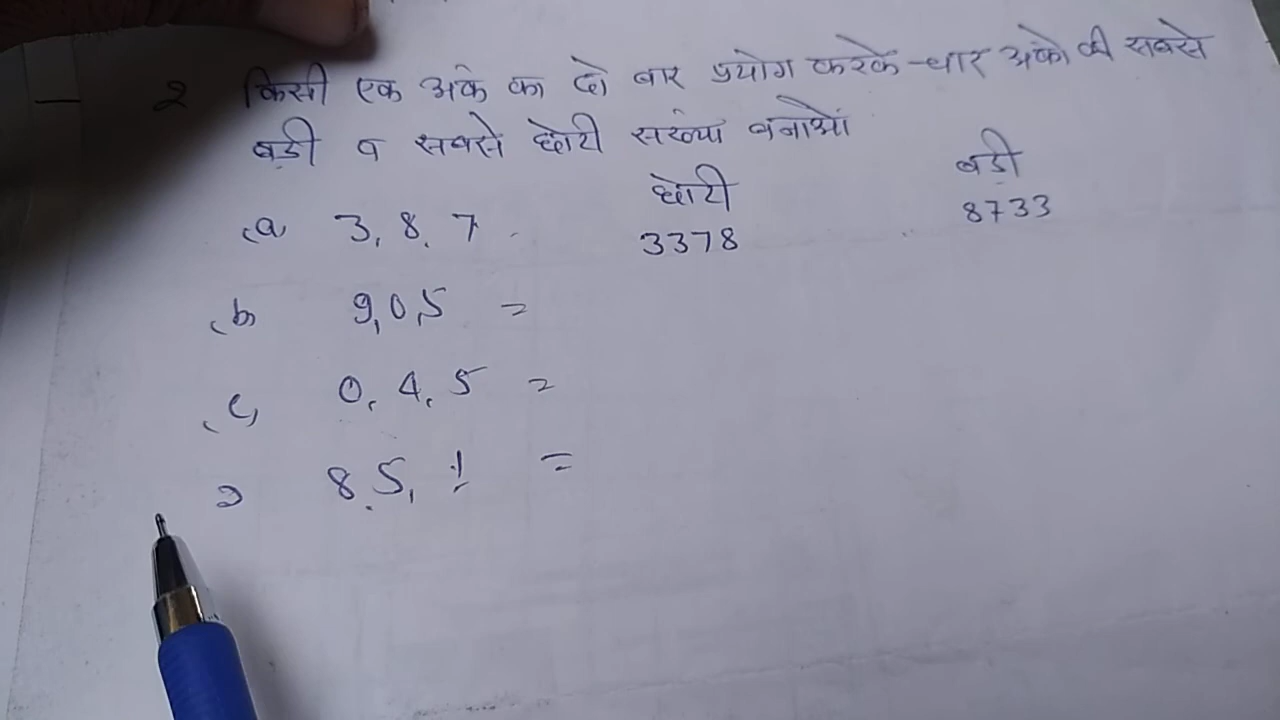 2 किसी एक अंक का दो बार प्रयोग करके चार अंको की सबसे
बड़ी व सबसे छोटी संख्या बनाओं
छोटी बड़ी
(a 3, 8, 7 3378 8733
(b 9,0,5 =
(c, 0, 4, 5 =
8,5, 1 =